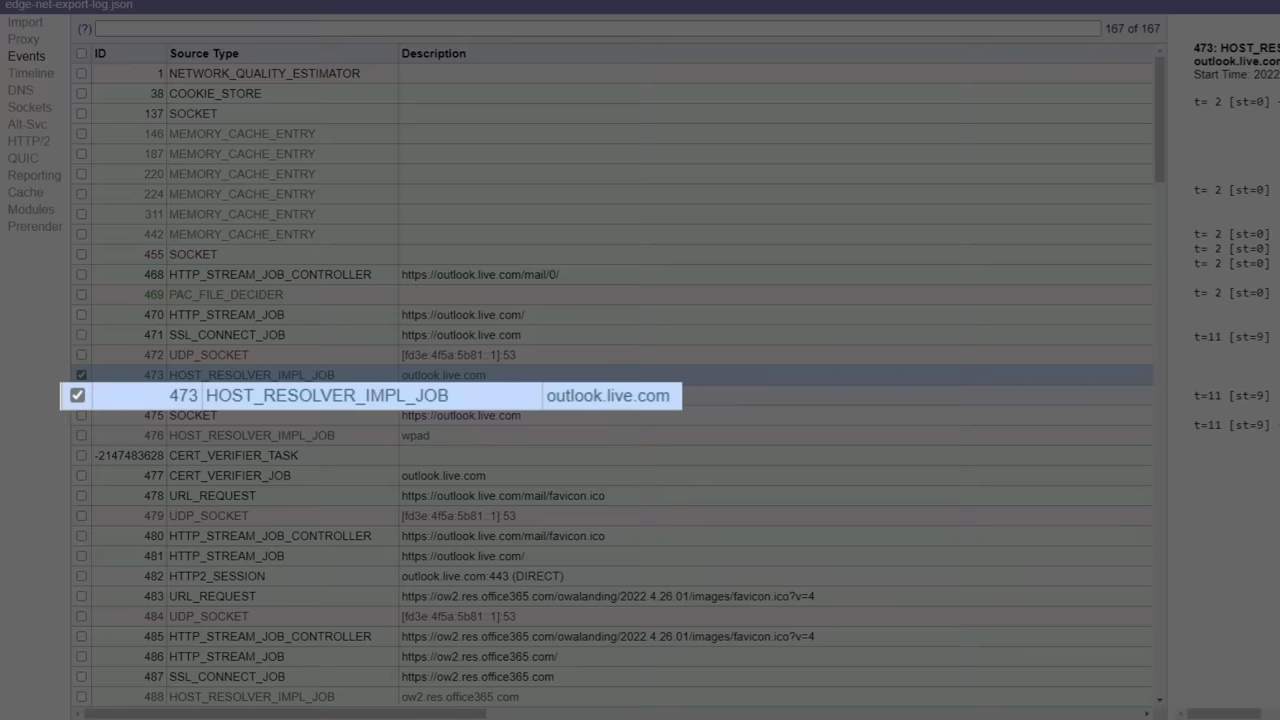 edge-net-export-log.json
Import
Proxy
Events
Timeline
DNS
Sockets
Alt-Svc
HTTP/2
QUIC
Reporting
Cache
Modules
Prerender
(?) 167 of 167
ID Source Type Description
1 NETWORK_QUALITY_ESTIMATOR
38 COOKIE_STORE
137 SOCKET
146 MEMORY_CACHE_ENTRY
187 MEMORY_CACHE_ENTRY
220 MEMORY_CACHE_ENTRY
224 MEMORY_CACHE_ENTRY
311 MEMORY_CACHE_ENTRY
442 MEMORY_CACHE_ENTRY
455 SOCKET
468 HTTP_STREAM_JOB_CONTROLLER https://outlook.live.com/mail/0/
469 PAC_FILE_DECIDER
470 HTTP_STREAM_JOB https://outlook.live.com/
471 SSL_CONNECT_JOB https://outlook.live.com
472 UDP_SOCKET [fd3e:4f5a:5b81::1]:53
473 HOST_RESOLVER_IMPL_JOB outlook.live.com
473 HOST_RESOLVER_IMPL_JOB outlook.live.com
475 SOCKET https://outlook.live.com
476 HOST_RESOLVER_IMPL_JOB wpad
-2147483628 CERT_VERIFIER_TASK
477 CERT_VERIFIER_JOB outlook.live.com
478 URL_REQUEST https://outlook.live.com/mail/favicon.ico
479 UDP_SOCKET [fd3e:4f5a:5b81::1]:53
480 HTTP_STREAM_JOB_CONTROLLER https://outlook.live.com/mail/favicon.ico
481 HTTP_STREAM_JOB https://outlook.live.com/
482 HTTP2_SESSION outlook.live.com:443 (DIRECT)
483 URL_REQUEST https://ow2.res.office365.com/owalanding/2022.4.26.01/images/favicon.ico?v=4
484 UDP_SOCKET [fd3e:4f5a:5b81::1]:53
485 HTTP_STREAM_JOB_CONTROLLER https://ow2.res.office365.com/owalanding/2022.4.26.01/images/favicon.ico?v=4
486 HTTP_STREAM_JOB https://ow2.res.office365.com/
487 SSL_CONNECT_JOB https://ow2.res.office365.com
488 HOST_RESOLVER_IMPL_JOB ow2.res.office365.com
473: HOST_RES
outlook.live.com
Start Time: 2022
t= 2 [st=0]
t= 2 [st=0]
t= 2 [st=0]
t= 2 [st=0]
t= 2 [st=0]
t= 2 [st=0]
t=11 [st=9]
t=11 [st=9]
t=11 [st=9]